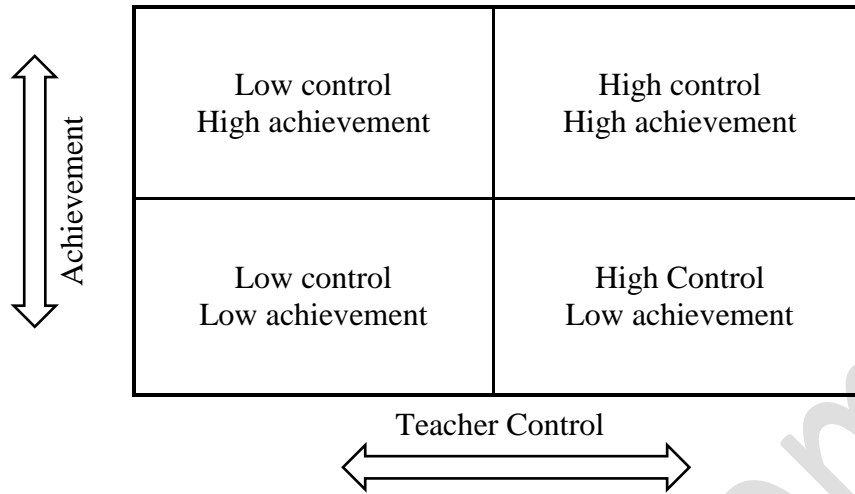 Low control
High achievement
High control
High achievement
Achievement
Low control
Low achievement
High Control
Low achievement
Teacher Control